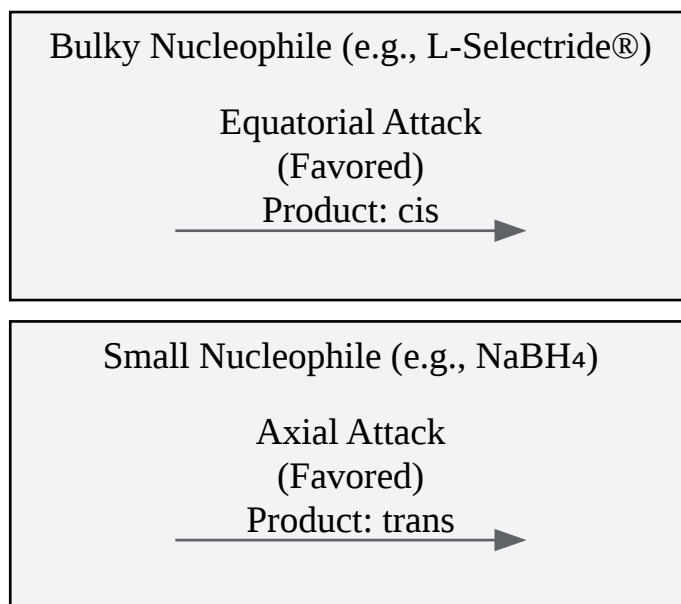 Bulky Nucleophile (e.g., L-Selectride®)
Equatorial Attack
(Favored)
Product: cis
Small Nucleophile (e.g., NaBH₄)
Axial Attack
(Favored)
Product: trans